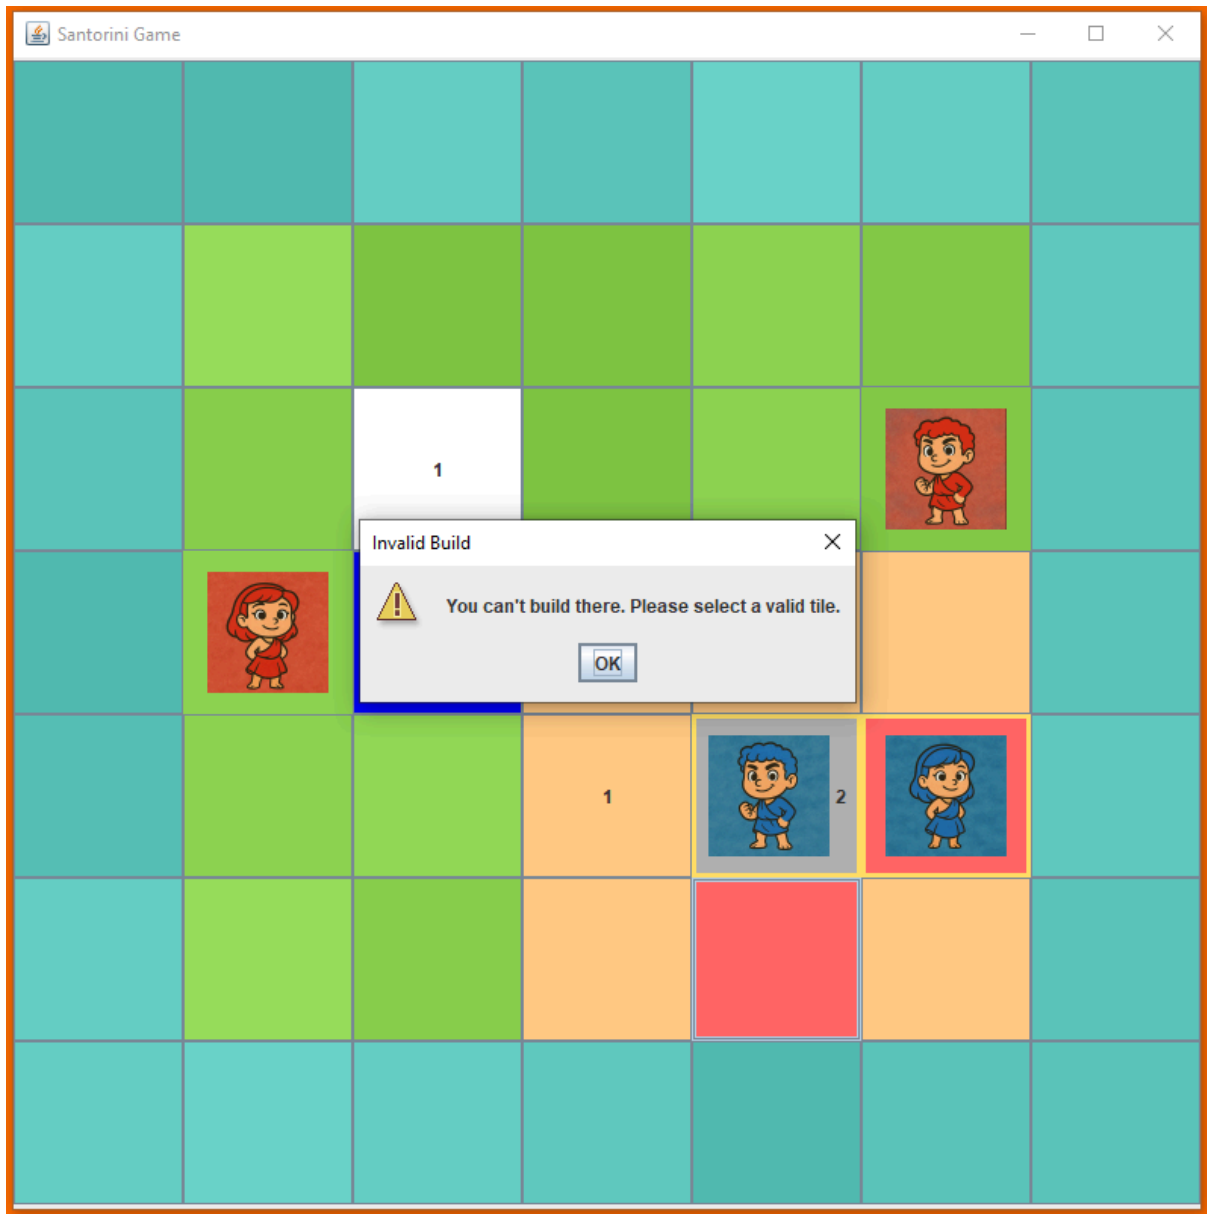 Santorini Game
1
Invalid Build
You can't build there. Please select a valid tile.
OK
1
2